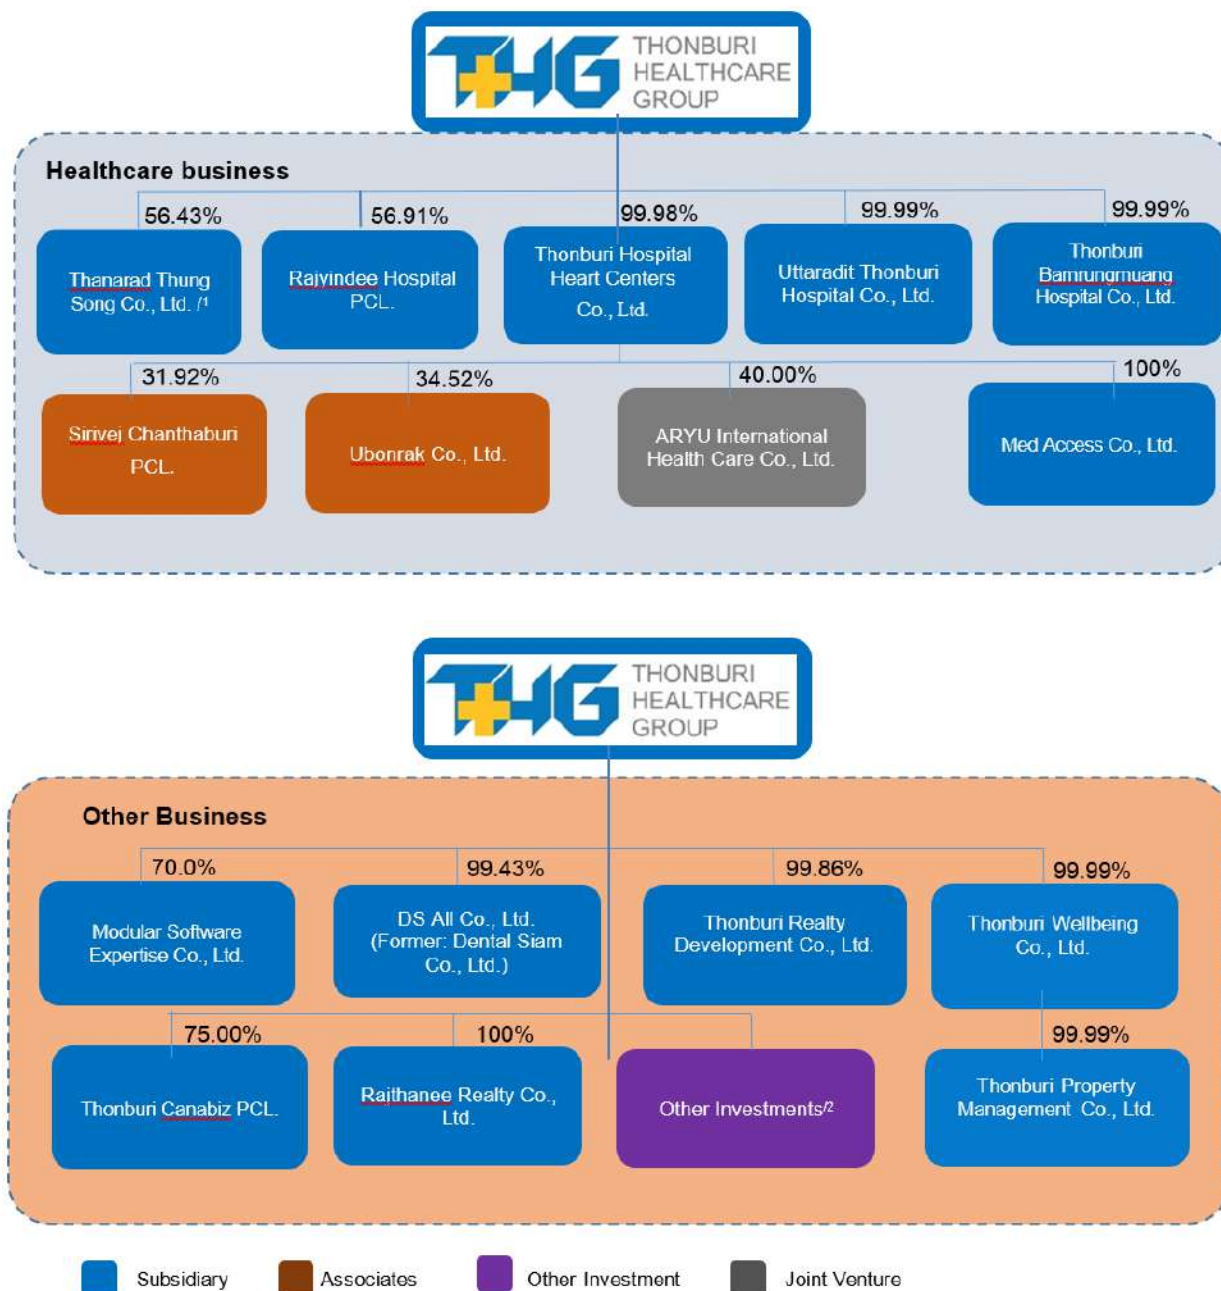 THG THONBURI
HEALTHCARE
GROUP
Healthcare business
56.43%
56.91%
99.98%
99.99%
99.99%
Thanarad Thung
Song Co., Ltd. /1
Rajvindee Hospital
PCL.
Thonburi Hospital
Heart Centers
Co., Ltd.
Uttaradit Thonburi
Hospital Co., Ltd.
Thonburi
Bamrungmuang
Hospital Co., Ltd.
31.92%
34.52%
40.00%
100%
Sirivej Chanthaburi
PCL.
Ubonrak Co., Ltd.
ARYU International
Health Care Co., Ltd.
Med Access Co., Ltd.
THG THONBURI
HEALTHCARE
GROUP
Other Business
70.0%
99.43%
99.86%
99.99%
Modular Software
Expertise Co., Ltd.
DS All Co., Ltd.
(Former: Dental Siam
Co., Ltd.)
Thonburi Realty
Development Co., Ltd.
Thonburi Wellbeing
Co., Ltd.
75.00%
100%
99.99%
Thonburi Canabiz PCL.
Rajthanee Realty Co.,
Ltd.
Other Investments/2
Thonburi Property
Management Co., Ltd.
Subsidiary
Associates
Other Investment
Joint Venture